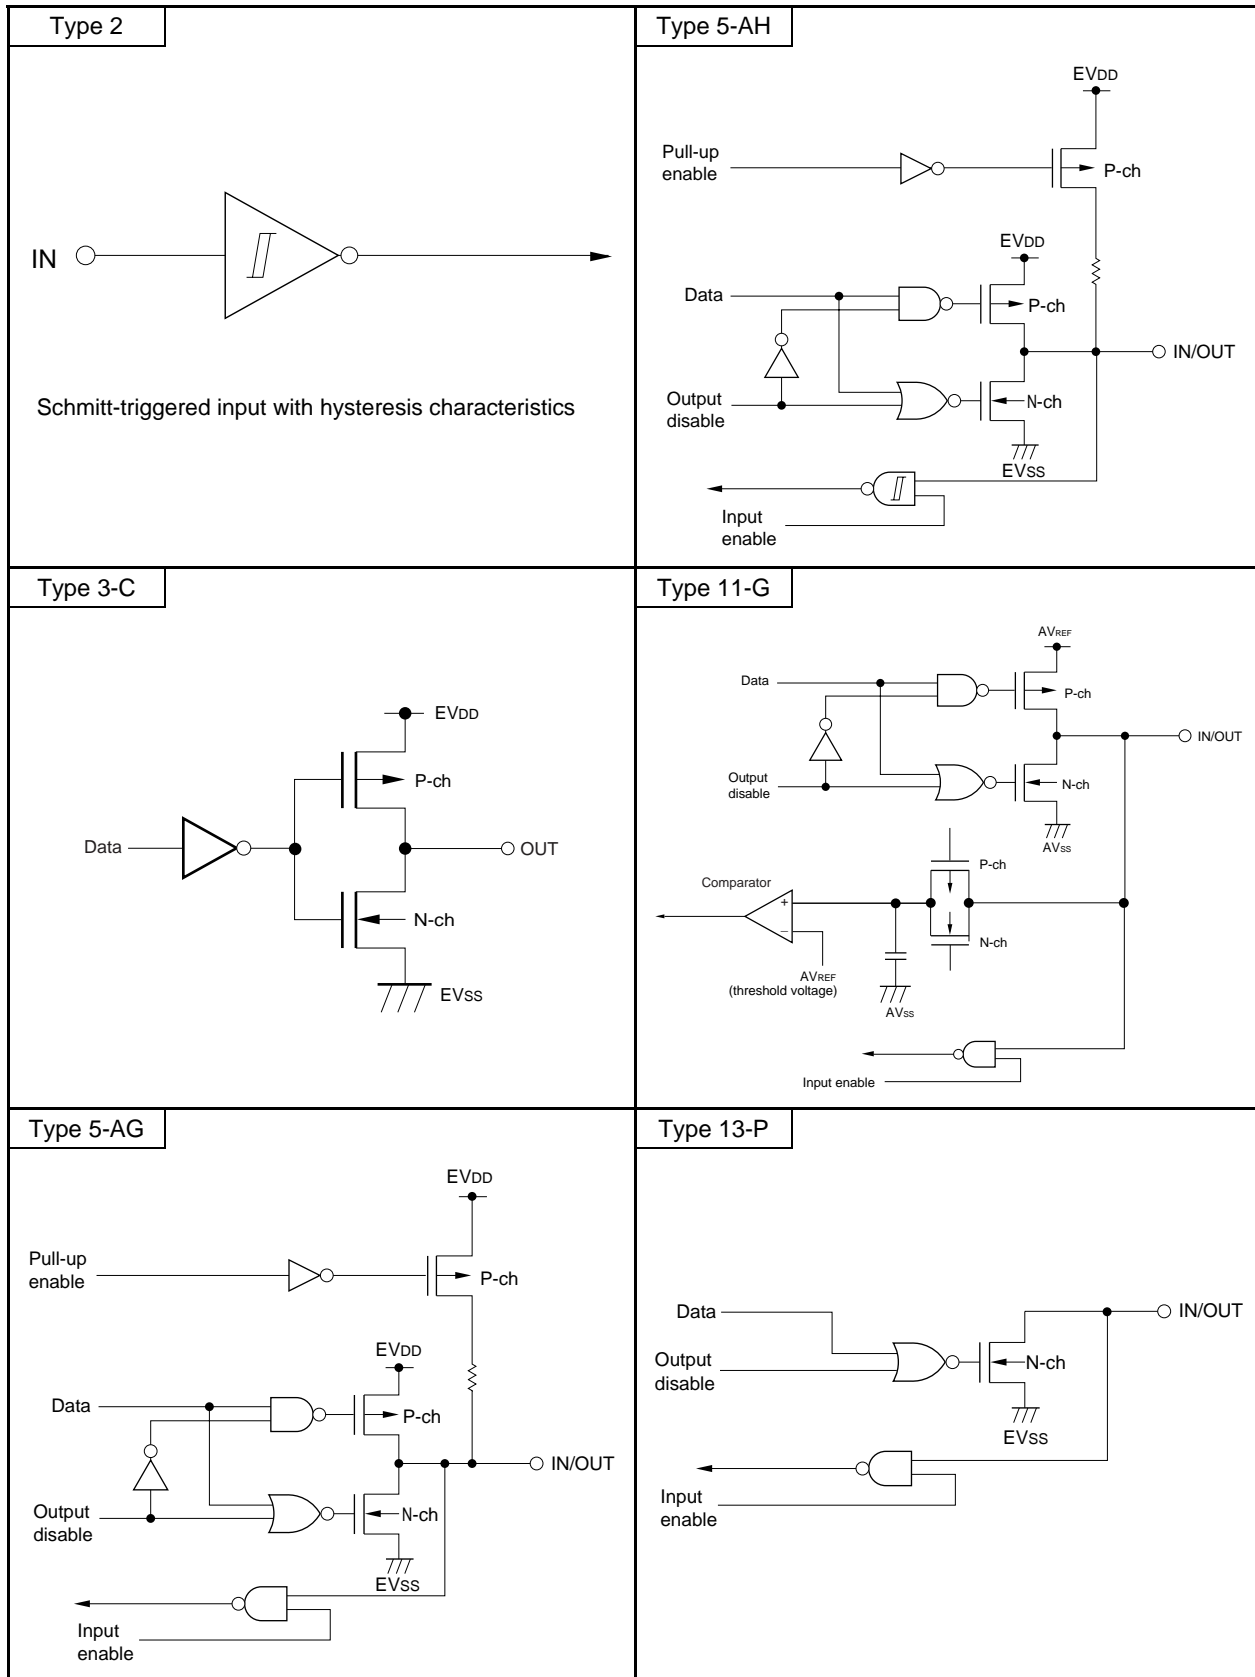 Type 2
IN
Schmitt-triggered input with hysteresis characteristics
Type 5-AH
EVDD
Pull-up
enable
P-ch
EVDD
Data
P-ch
IN/OUT
Output
disable
N-ch
EVSS
Input
enable
Type 3-C
EVDD
P-ch
Data
OUT
N-ch
EVSS
Type 11-G
AVREF
Data
P-ch
IN/OUT
Output
disable
N-ch
AVSS
P-ch
Comparator
+
–
N-ch
AVREF
(threshold voltage)
AVSS
Input enable
Type 5-AG
EVDD
Pull-up
enable
P-ch
EVDD
Data
P-ch
IN/OUT
Output
disable
N-ch
EVSS
Input
enable
Type 13-P
Data
IN/OUT
Output
disable
N-ch
EVSS
Input
enable